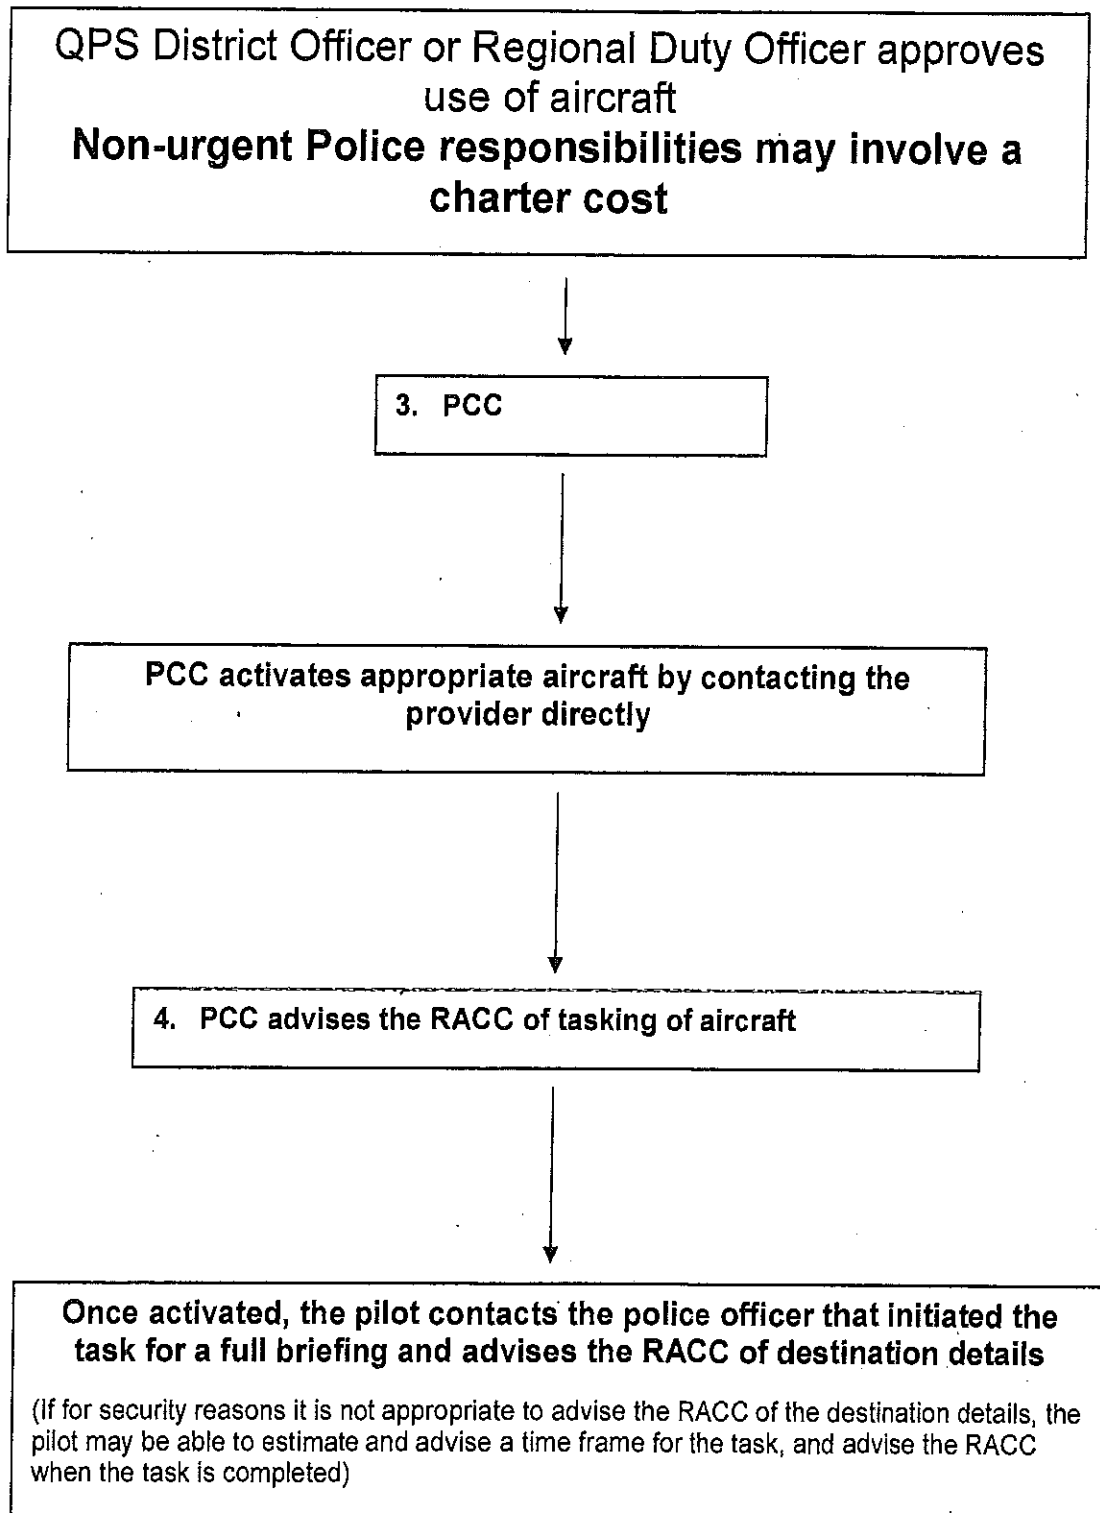 QPS District Officer or Regional Duty Officer approves
use of aircraft
Non-urgent Police responsibilities may involve a
charter cost
3. PCC
PCC activates appropriate aircraft by contacting the
provider directly
4. PCC advises the RACC of tasking of aircraft
Once activated, the pilot contacts the police officer that initiated the
task for a full briefing and advises the RACC of destination details
(If for security reasons it is not appropriate to advise the RACC of the destination details, the
pilot may be able to estimate and advise a time frame for the task, and advise the RACC
when the task is completed)